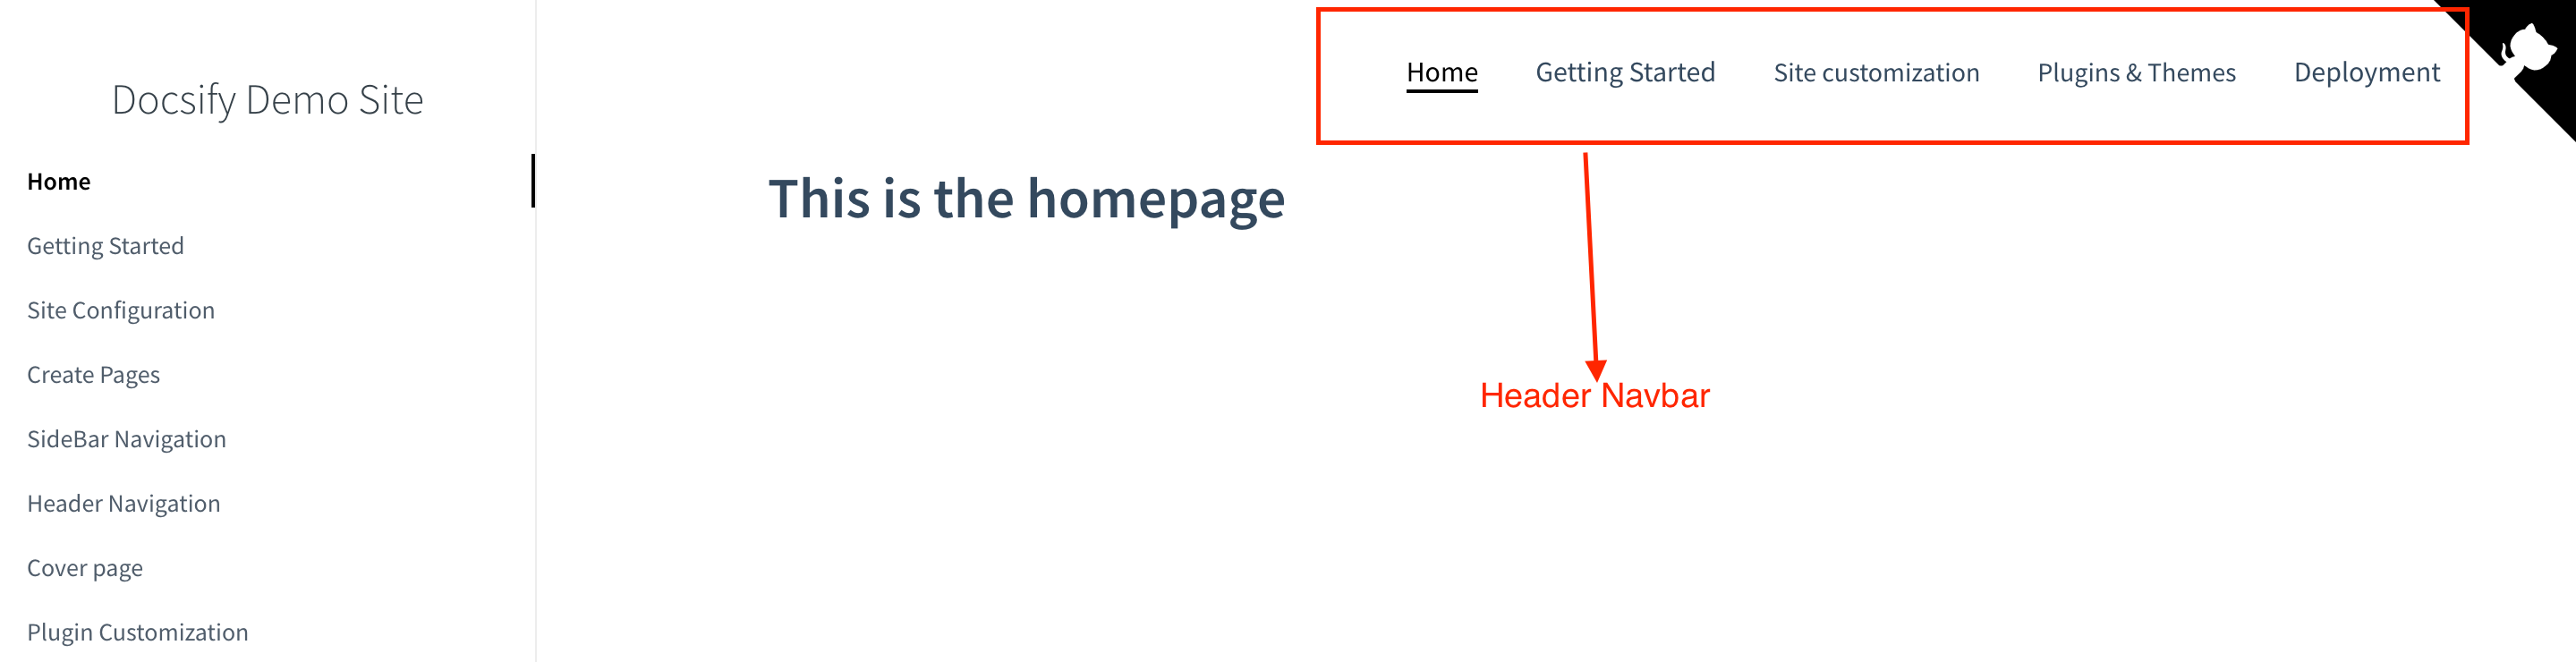 Docsify Demo Site
Home
Getting Started
Site Configuration
Create Pages
SideBar Navigation
Header Navigation
Cover page
Plugin Customization
Home Getting Started Site customization Plugins & Themes Deployment
This is the homepage
Header Navbar